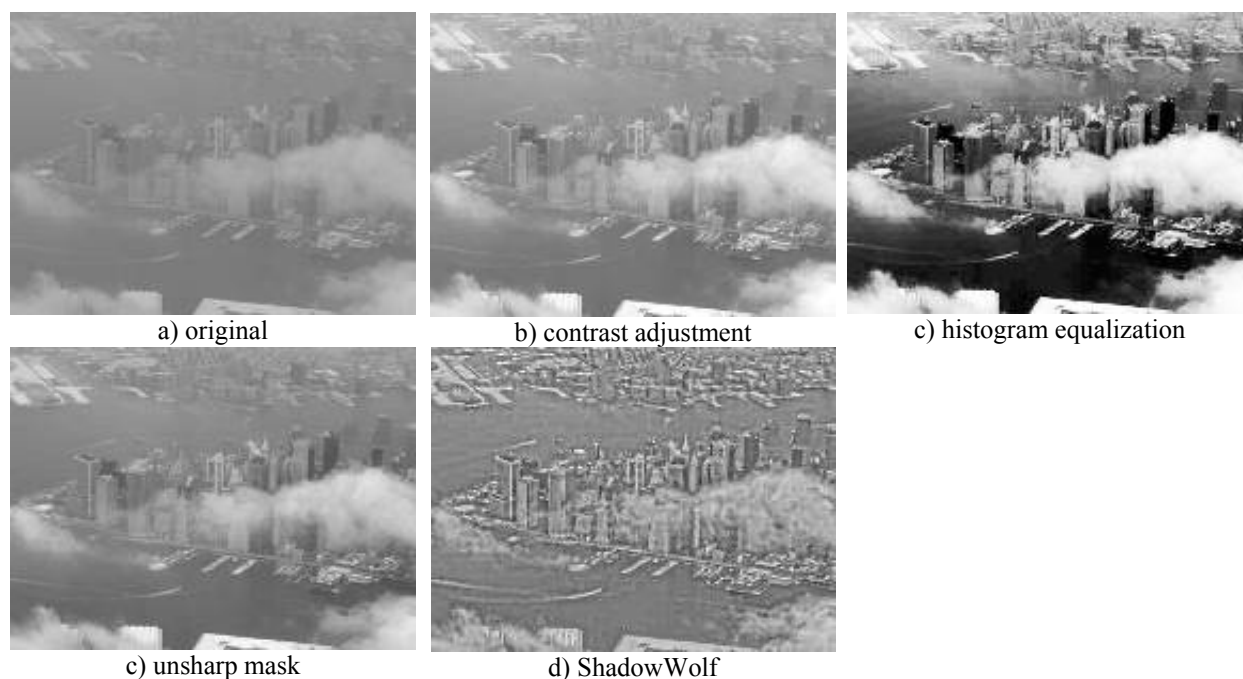 a) original
b) contrast adjustment
c) histogram equalization
c) unsharp mask
d) ShadowWolf